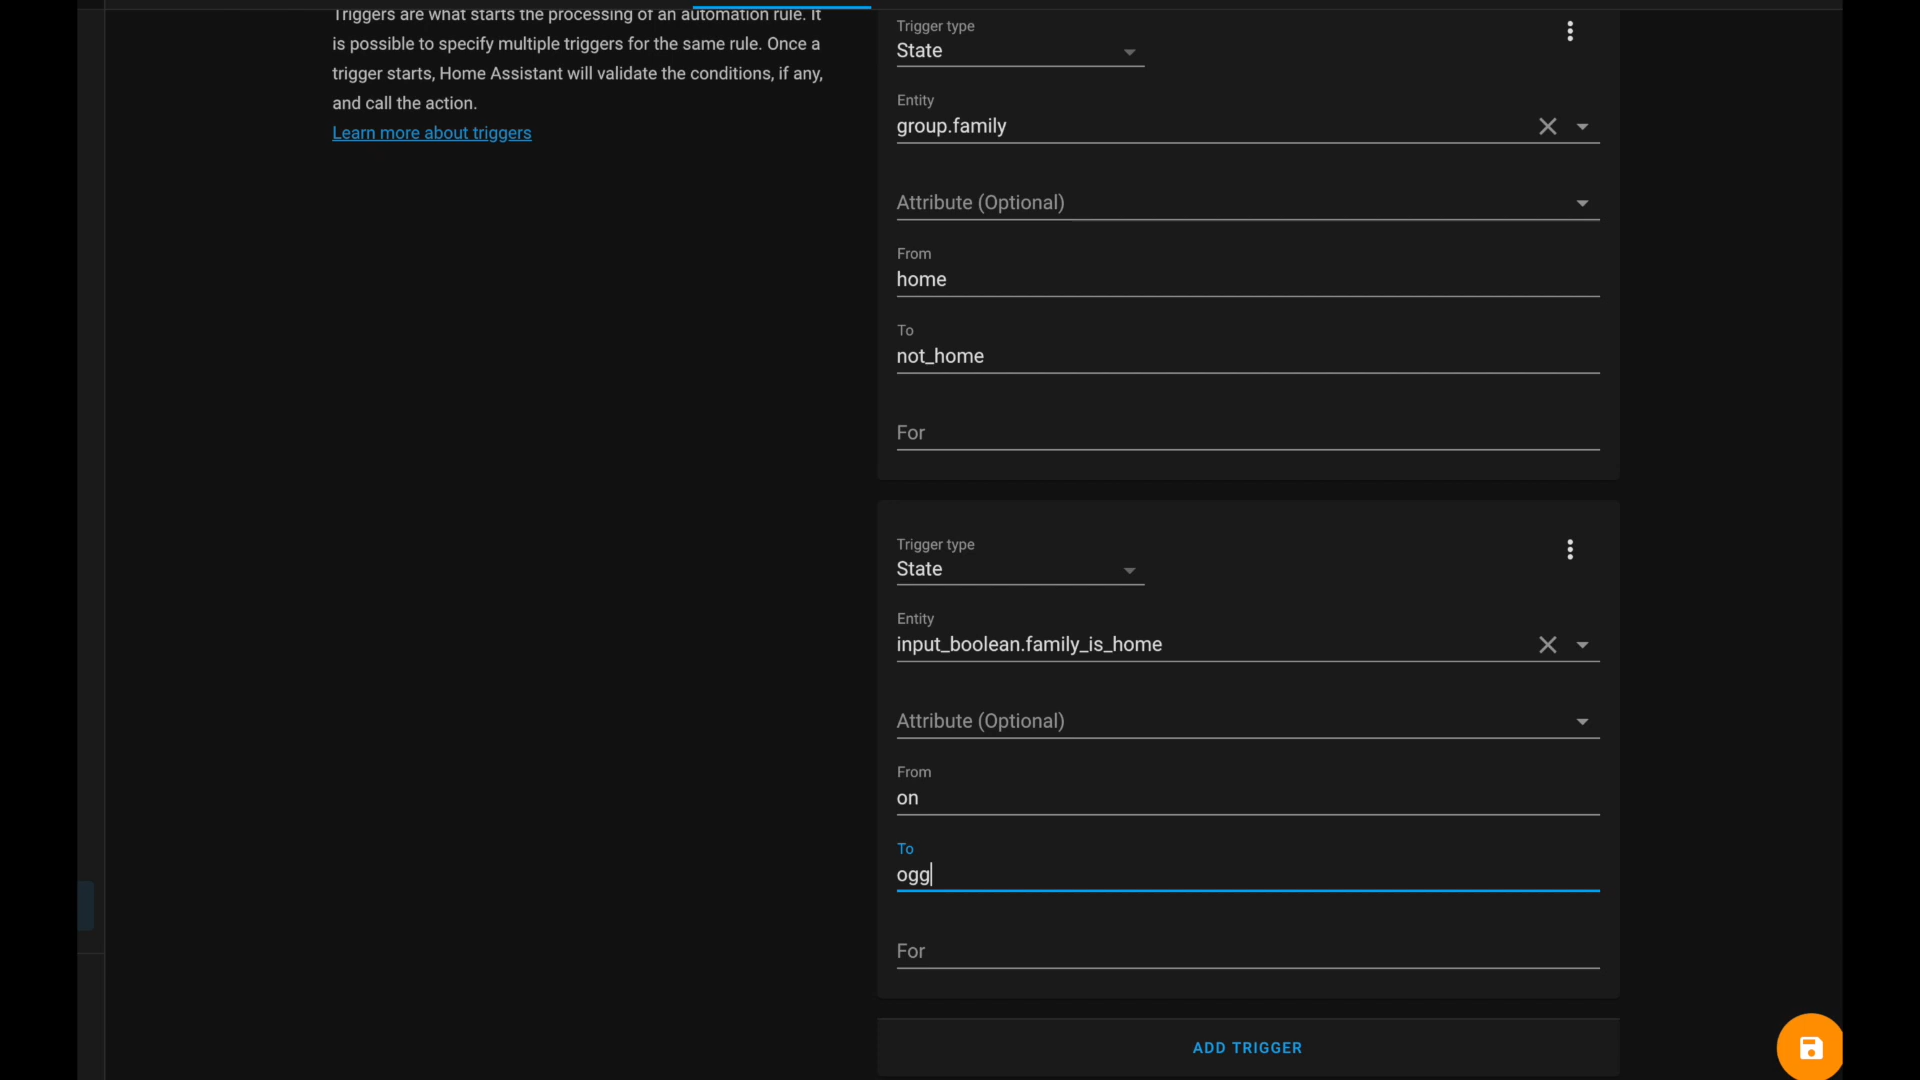 Triggers are what starts the processing of an automation rule. It
is possible to specify multiple triggers for the same rule. Once a
trigger starts, Home Assistant will validate the conditions, if any,
and call the action.
Learn more about triggers
Trigger type
State
Entity
group.family
Attribute (Optional)
From
home
To
not_home
For
Trigger type
State
Entity
input_boolean.family_is_home
Attribute (Optional)
From
on
To
ogg
For
ADD TRIGGER